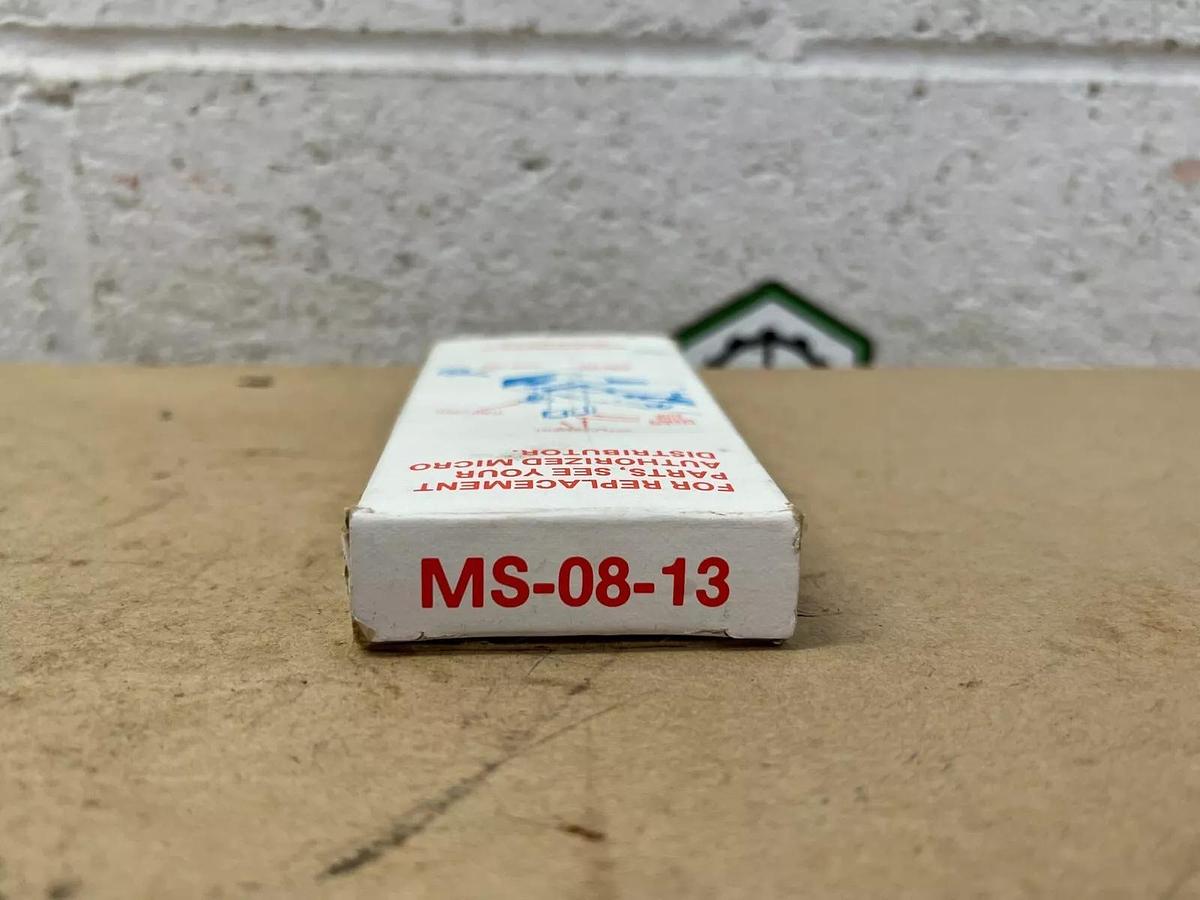 FOR REPLACEMENT
PARTS, SEE YOUR
AUTHORIZED MICRO
DISTRIBUTOR.
MS-08-13